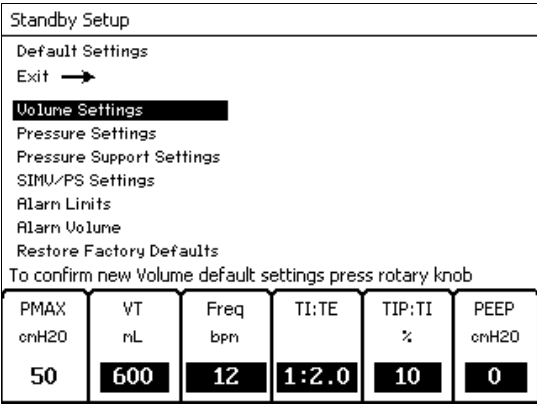 Standby Setup
Default Settings
Exit
Volume Settings
Pressure Settings
Pressure Support Settings
SIMV/PS Settings
Alarm Limits
Alarm Volume
Restore Factory Defaults
To confirm new Volume default settings press rotary knob
PMAX VT Freq TI:TE TIP:TI PEEP
cmH2O mL bpm % cmH2O
50 600 12 1:2.0 10 0